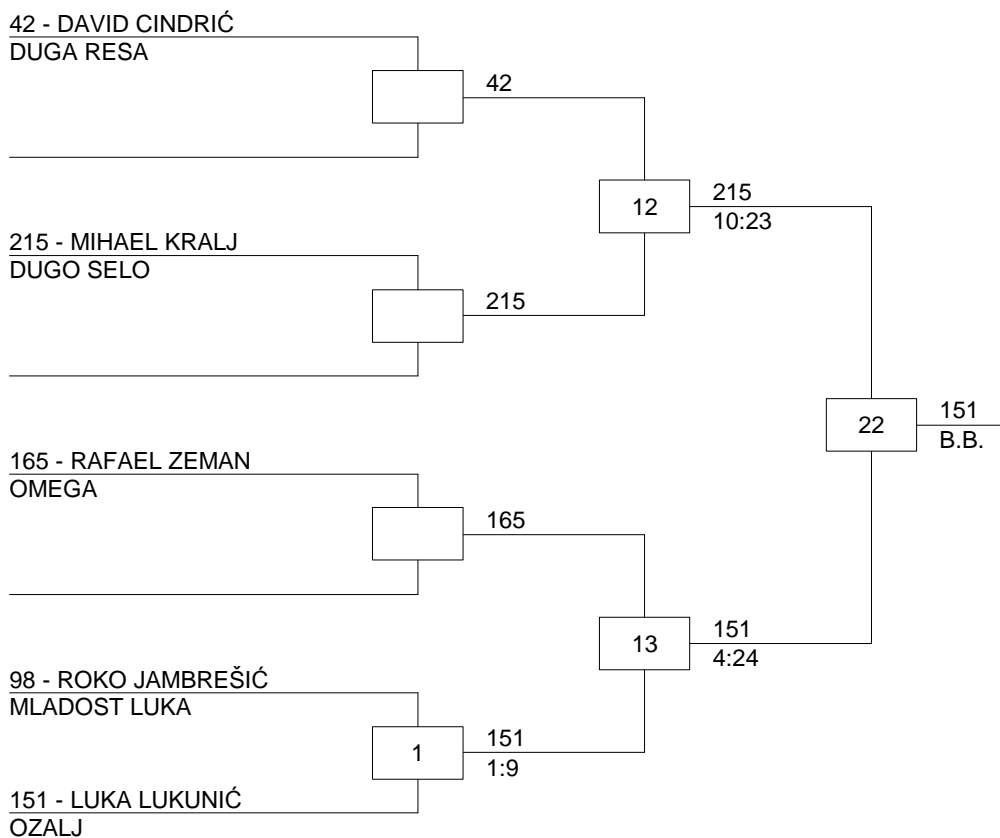 42 - DAVID CINDRIĆ
DUGA RESA
42
12
215
10:23
215 - MIHAEL KRALJ
DUGO SELO
215
22
151
B.B.
165 - RAFAEL ZEMAN
OMEGA
165
13
151
4:24
98 - ROKO JAMBREŠIĆ
MLADOST LUKA
1
151
1:9
151 - LUKA LUKUNIĆ
OZALJ